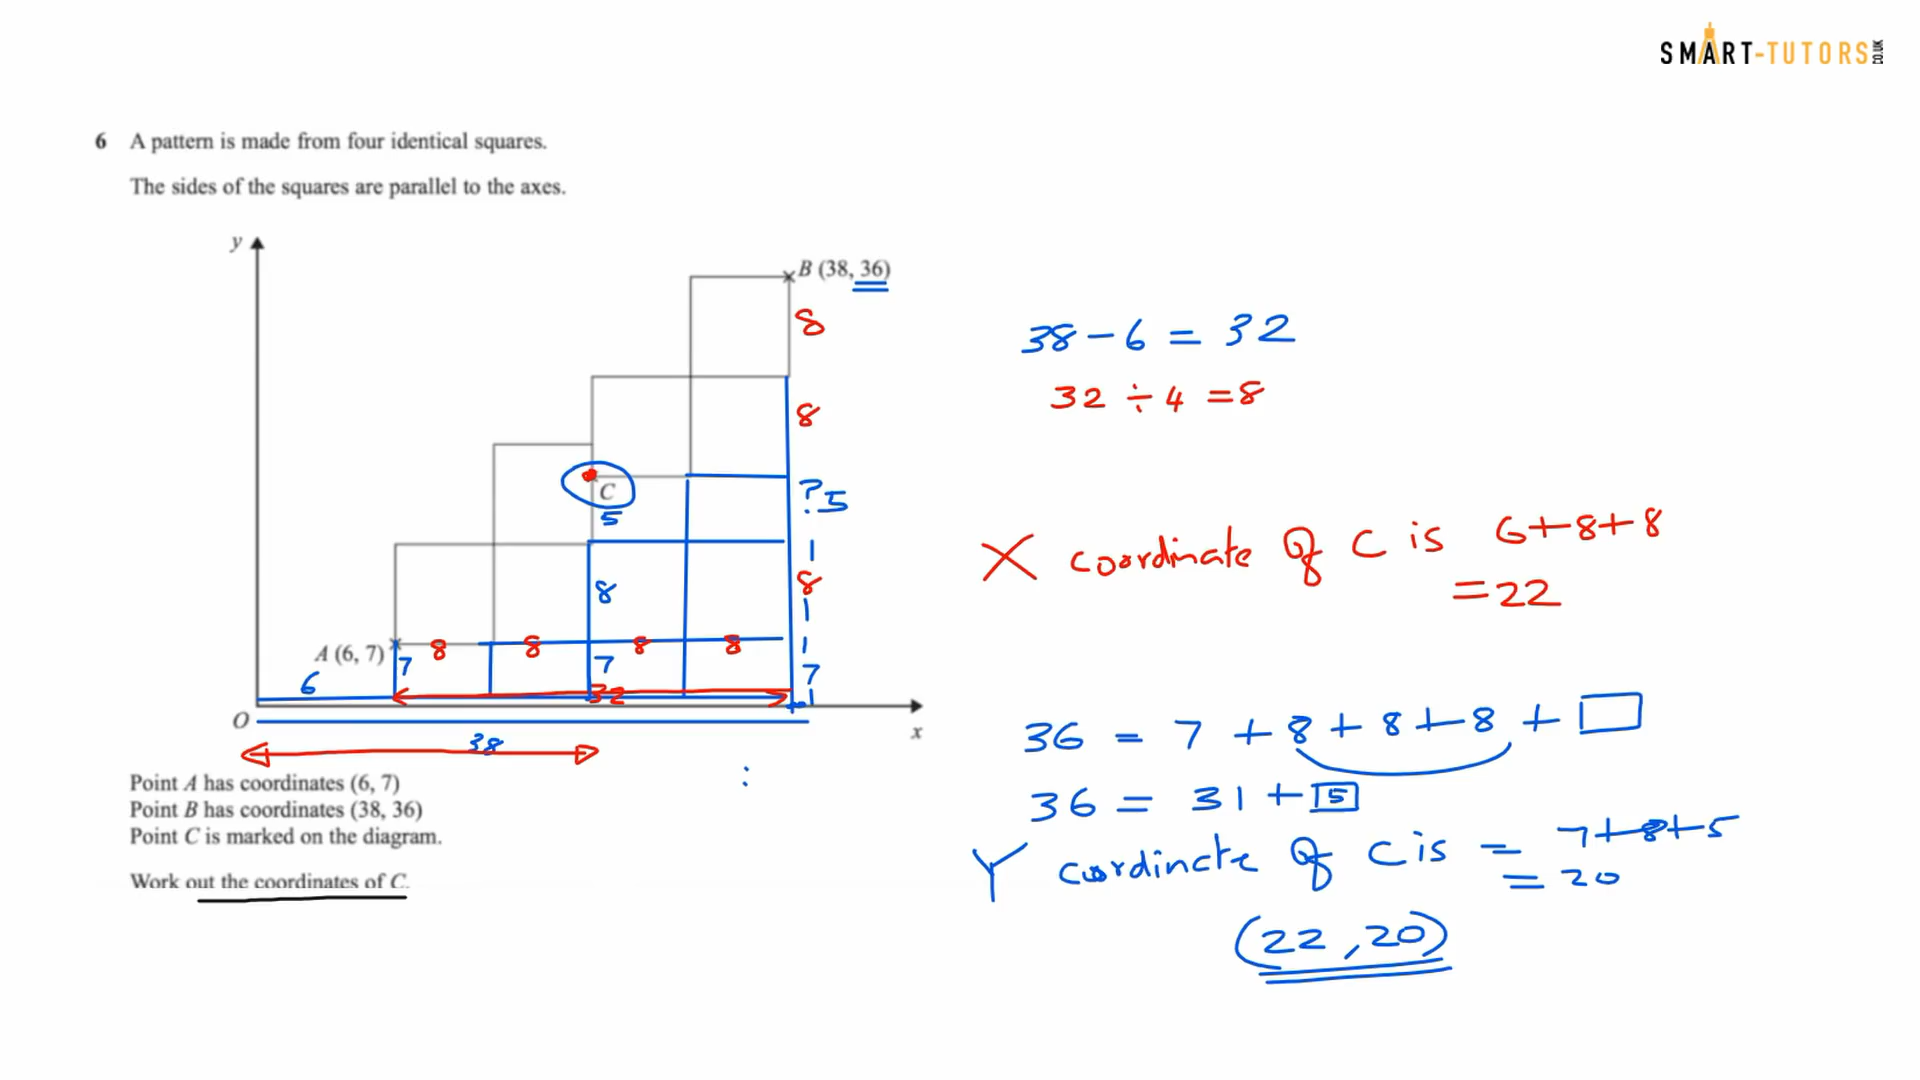 SMART-TUTORS.CO.UK
6 A pattern is made from four identical squares.
The sides of the squares are parallel to the axes.
y
B (38, 36)
8
38 - 6 = 32
32 ÷ 4 = 8
8
C
5
? 5
X coordinate of C is 6+8+8
= 22
8
8
A (6, 7)
8 8 8 8
7 7 7
6
32
O
x
38
36 = 7 + 8 + 8 + 8 + □
36 = 31 + 5
Point A has coordinates (6, 7)
Point B has coordinates (38, 36)
Point C is marked on the diagram.
Y cordincte of C is = 7+8+5
= 20
Work out the coordinates of C.
(22, 20)